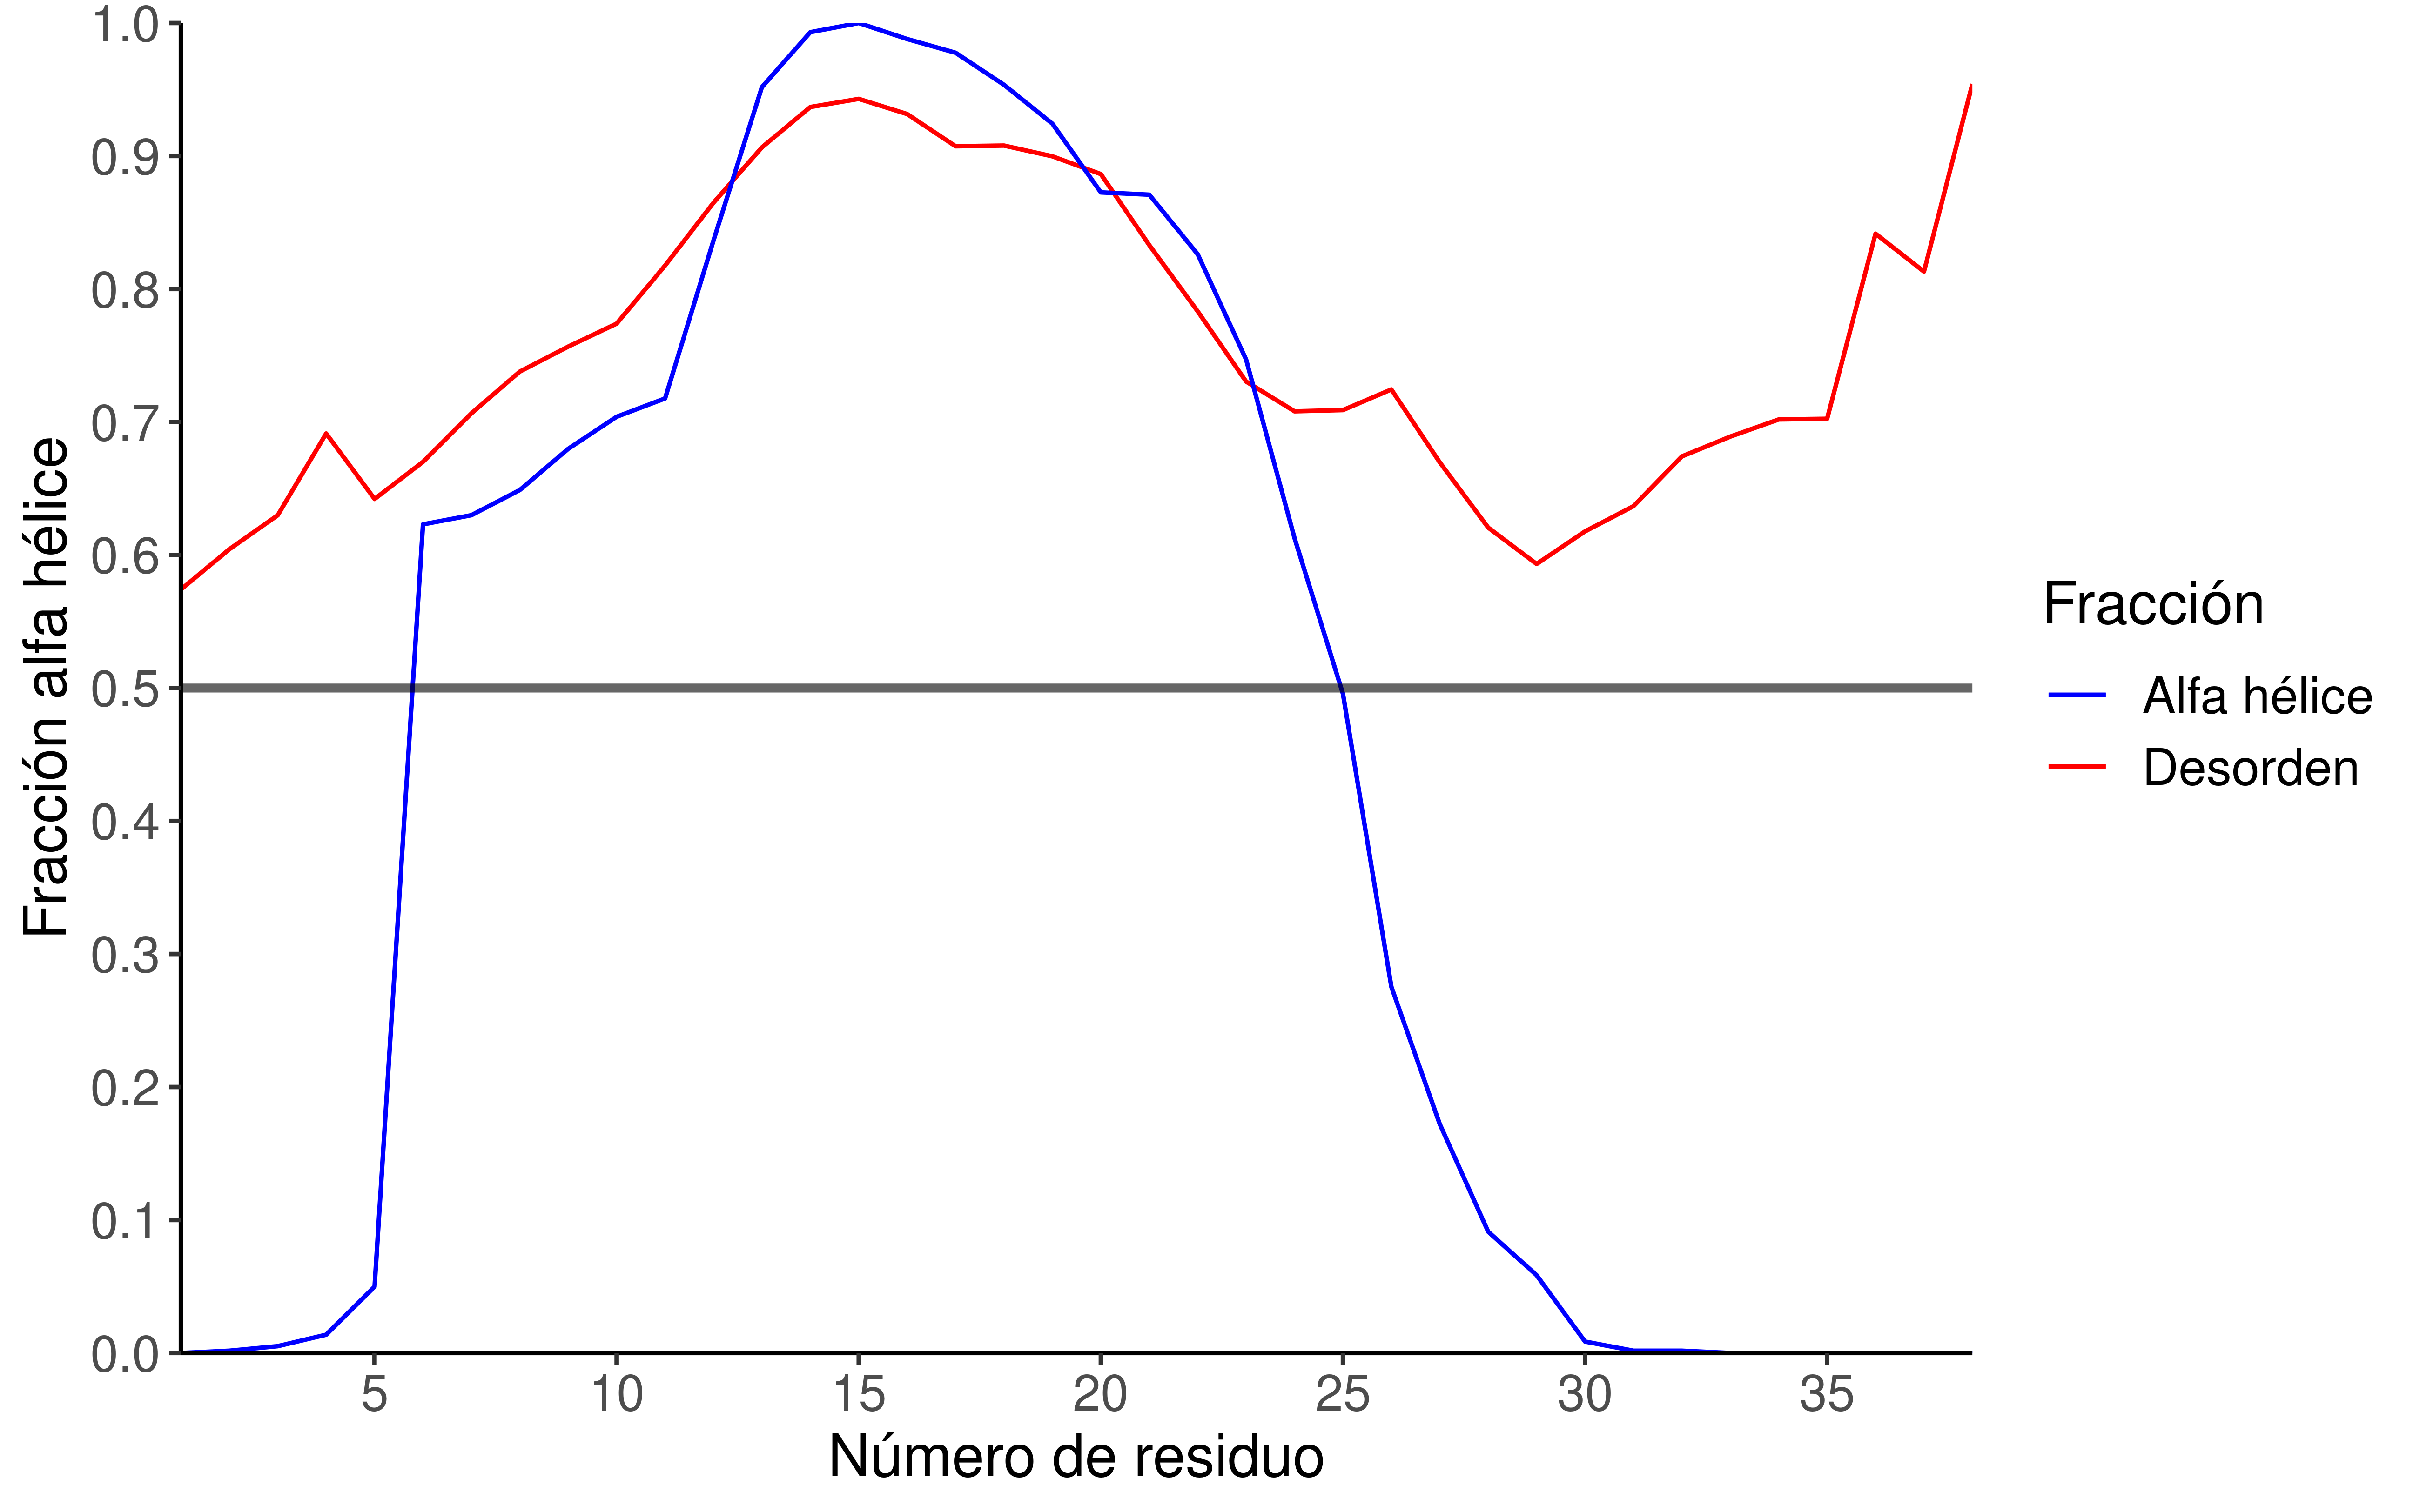 Fracción alfa hélice
1.0
0.9
0.8
0.7
0.6
0.5
0.4
0.3
0.2
0.1
0.0
5 10 15 20 25 30 35
Número de residuo
Fracción
Alfa hélice
Desorden